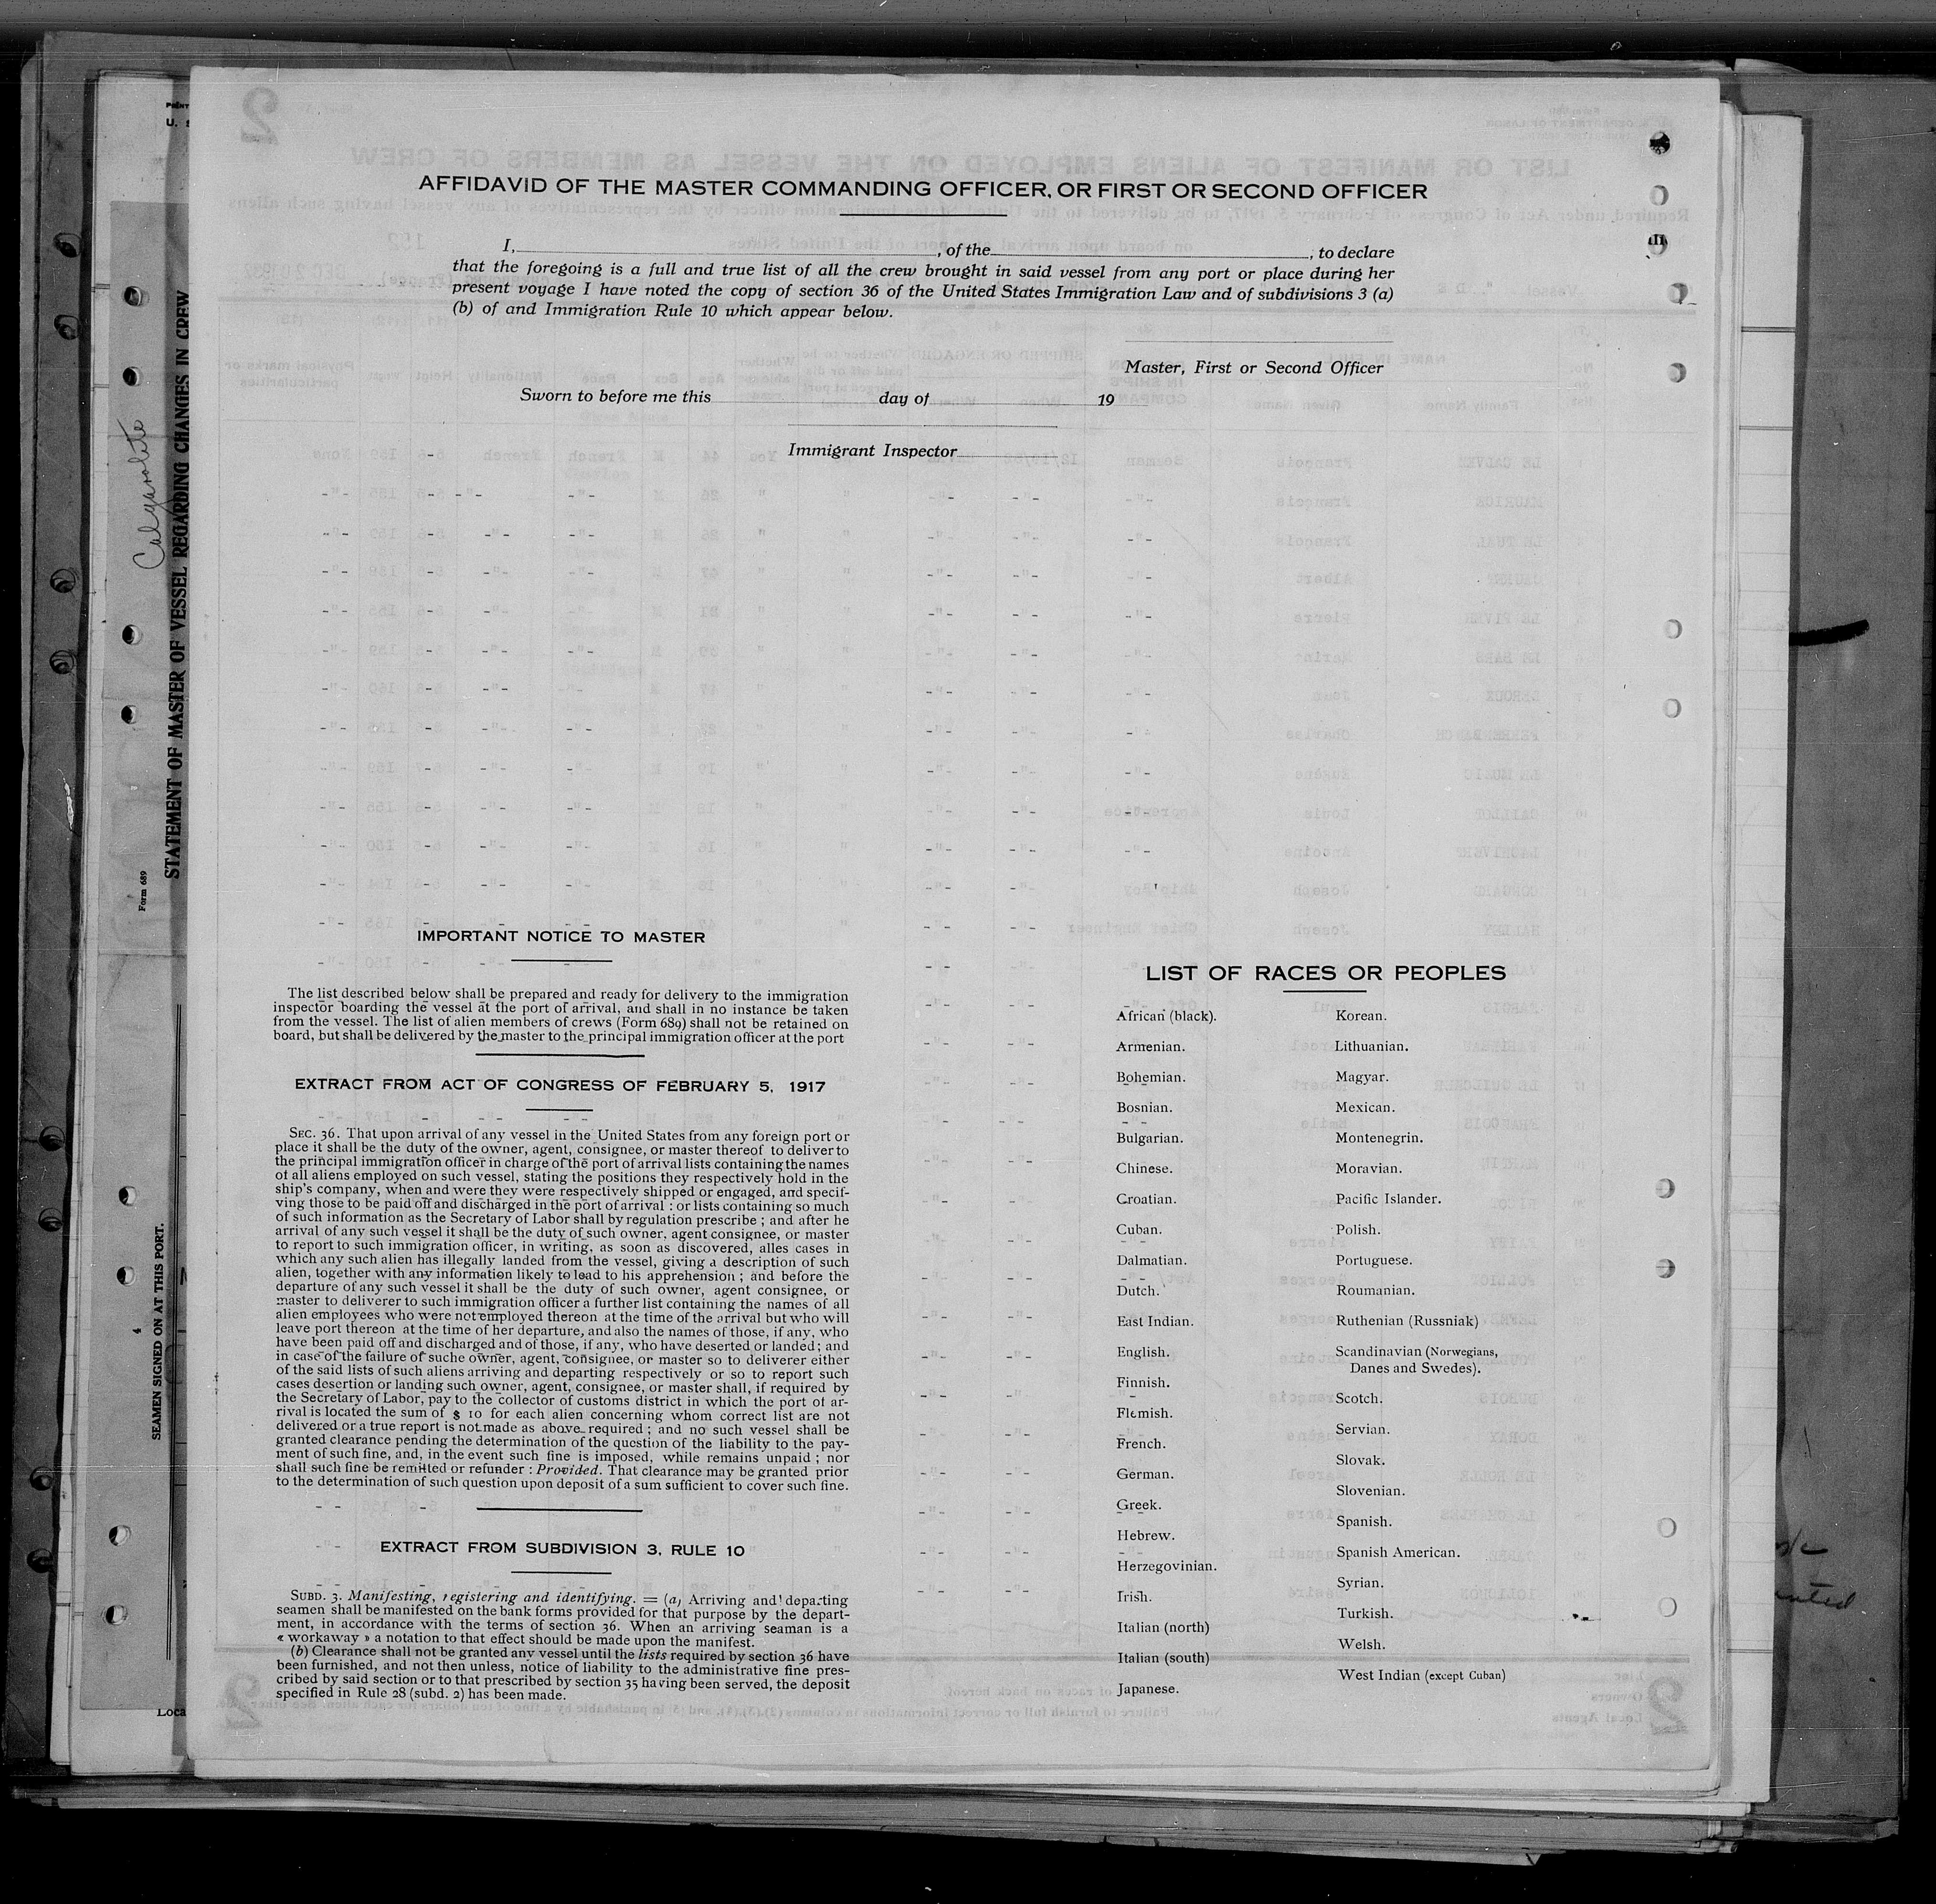 AFFIDAVID OF THE MASTER COMMANDING OFFICER, OR FIRST OR SECOND OFFICER
I, , of the , to declare
that the foregoing is a full and true list of all the crew brought in said vessel from any port or place during her
present voyage I have noted the copy of section 36 of the United States Immigration Law and of subdivisions 3 (a)
(b) of and Immigration Rule 10 which appear below.
Master, First or Second Officer
Sworn to before me this day of 19
Immigrant Inspector
IMPORTANT NOTICE TO MASTER
The list described below shall be prepared and ready for delivery to the immigration
inspector boarding the vessel at the port of arrival, and shall in no instance be taken
from the vessel. The list of alien members of crews (Form 689) shall not be retained on
board, but shall be delivered by the master to the principal immigration officer at the port
EXTRACT FROM ACT OF CONGRESS OF FEBRUARY 5, 1917
SEC. 36. That upon arrival of any vessel in the United States from any foreign port or
place it shall be the duty of the owner, agent, consignee, or master thereof to deliver to
the principal immigration officer in charge of the port of arrival lists containing the names
of all aliens employed on such vessel, stating the positions they respectively hold in the
ship's company, when and were they were respectively shipped or engaged, and specif-
ving those to be paid off and discharged in the port of arrival : or lists containing so much
of such information as the Secretary of Labor shall by regulation prescribe ; and after he
arrival of any such vessel it shall be the duty of such owner, agent consignee, or master
to report to such immigration officer, in writing, as soon as discovered, alles cases in
which any such alien has illegally landed from the vessel, giving a description of such
alien, together with any information likely to lead to his apprehension ; and before the
departure of any such vessel it shall be the duty of such owner, agent consignee, or
master to deliverer to such immigration officer a further list containing the names of all
alien employees who were not employed thereon at the time of the arrival but who will
leave port thereon at the time of her departure, and also the names of those, if any, who
have been paid off and discharged and of those, if any, who have deserted or landed ; and
in case of the failure of suche owner, agent, consignee, or master so to deliverer either
of the said lists of such aliens arriving and departing respectively or so to report such
cases desertion or landing such owner, agent, consignee, or master shall, if required by
the Secretary of Labor, pay to the collector of customs district in which the port of ar-
rival is located the sum of $ 10 for each alien concerning whom correct list are not
delivered or a true report is not made as above required ; and no such vessel shall be
granted clearance pending the determination of the question of the liability to the pay-
ment of such fine, and, in the event such fine is imposed, while remains unpaid ; nor
shall such fine be remitted or refunder : Provided. That clearance may be granted prior
to the determination of such question upon deposit of a sum sufficient to cover such fine.
EXTRACT FROM SUBDIVISION 3, RULE 10
SUBD. 3. Manifesting, registering and identifying. = (a) Arriving and departing
seamen shall be manifested on the bank forms provided for that purpose by the depart-
ment, in accordance with the terms of section 36. When an arriving seaman is a
« workaway » a notation to that effect should be made upon the manifest.
(b) Clearance shall not be granted any vessel until the lists required by section 36 have
been furnished, and not then unless, notice of liability to the administrative fine pres-
cribed by said section or to that prescribed by section 35 having been served, the deposit
specified in Rule 28 (subd. 2) has been made.
LIST OF RACES OR PEOPLES
African (black).
Armenian.
Bohemian.
Bosnian.
Bulgarian.
Chinese.
Croatian.
Cuban.
Dalmatian.
Dutch.
East Indian.
English.
Finnish.
Flemish.
French.
German.
Greek.
Hebrew.
Herzegovinian.
Irish.
Italian (north)
Italian (south)
Japanese.
Korean.
Lithuanian.
Magyar.
Mexican.
Montenegrin.
Moravian.
Pacific Islander.
Polish.
Portuguese.
Roumanian.
Ruthenian (Russniak)
Scandinavian (Norwegians,
Danes and Swedes).
Scotch.
Servian.
Slovak.
Slovenian.
Spanish.
Spanish American.
Syrian.
Turkish.
Welsh.
West Indian (except Cuban)
Form 689
STATEMENT OF MASTER OF VESSEL REGARDING CHANGES IN CREW
4
SEAMEN SIGNED ON AT THIS PORT.
Loca